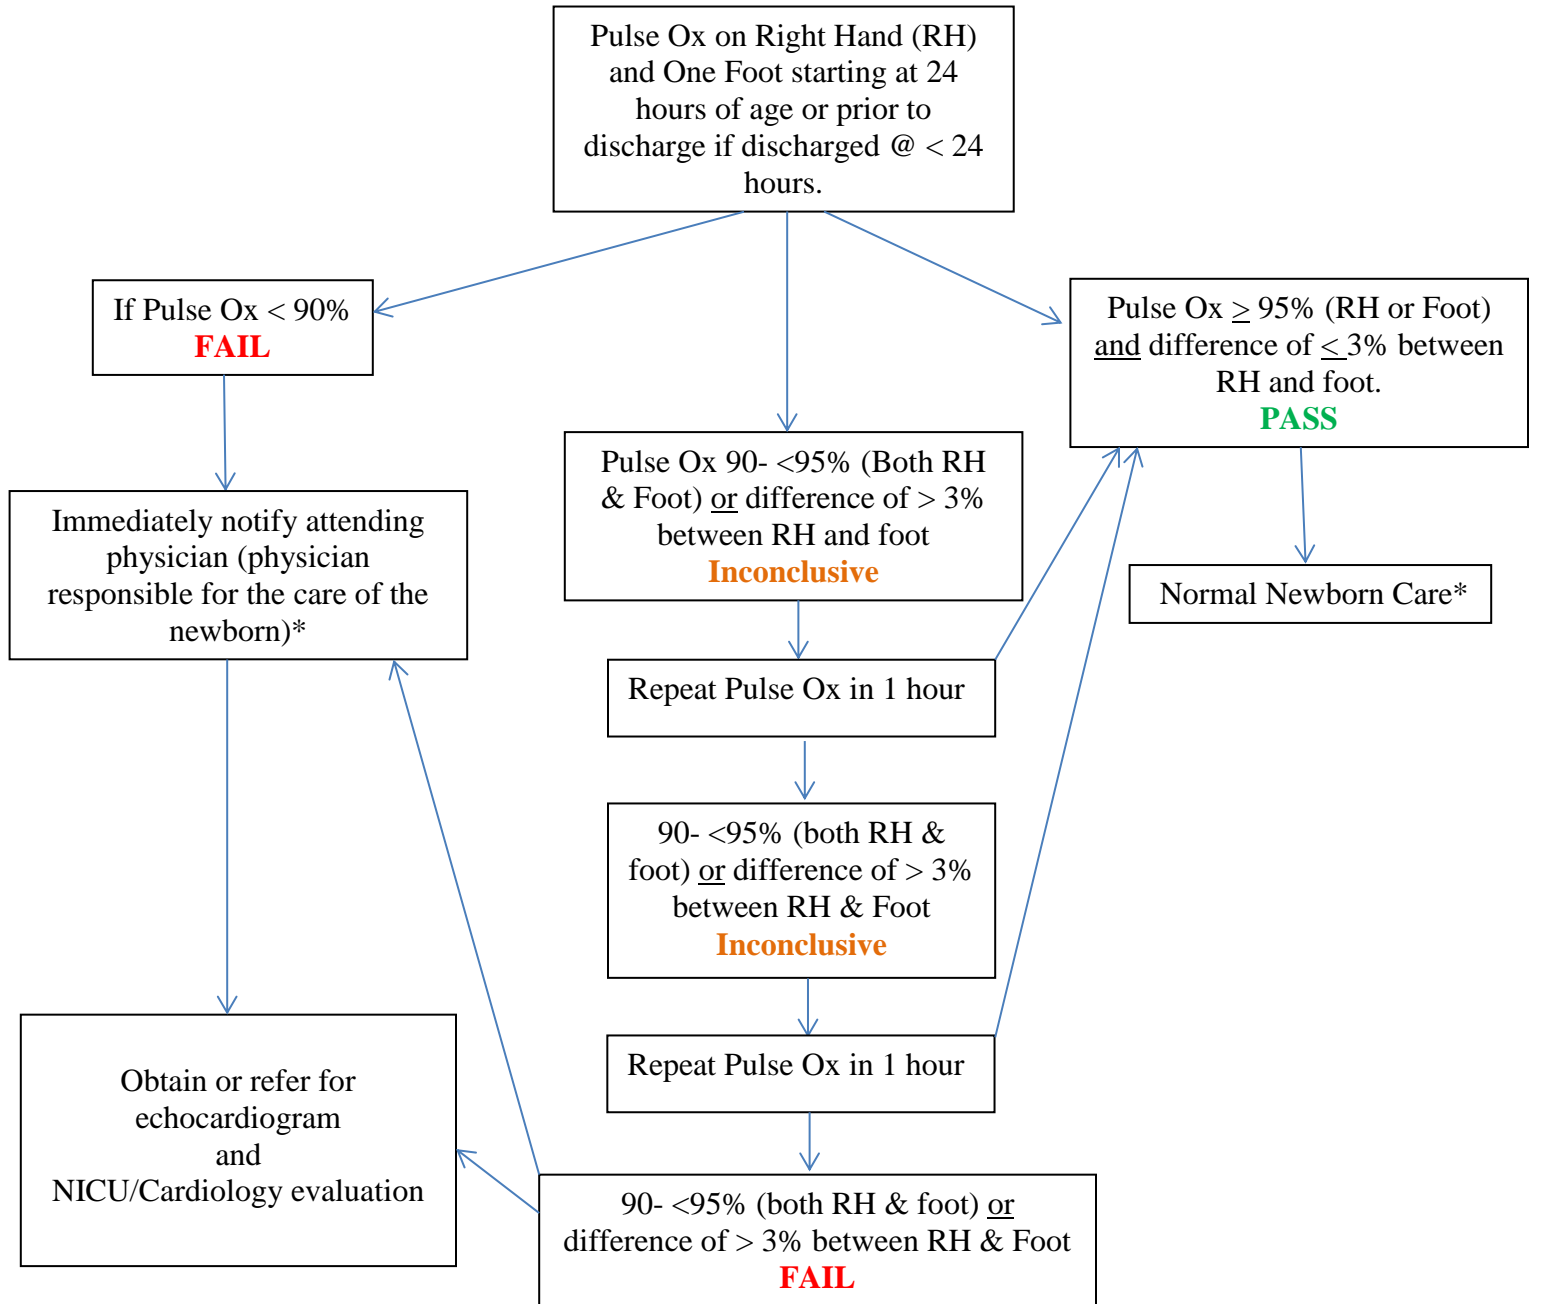 Pulse Ox on Right Hand (RH)
and One Foot starting at 24
hours of age or prior to
discharge if discharged @ < 24
hours.
If Pulse Ox < 90%
FAIL
Pulse Ox > 95% (RH or Foot)
and difference of < 3% between
RH and foot.
PASS
Pulse Ox 90- <95% (Both RH
& Foot) or difference of > 3%
between RH and foot
Inconclusive
Immediately notify attending
physician (physician
responsible for the care of the
newborn)*
Normal Newborn Care*
Repeat Pulse Ox in 1 hour
90- <95% (both RH &
foot) or difference of > 3%
between RH & Foot
Inconclusive
Repeat Pulse Ox in 1 hour
Obtain or refer for
echocardiogram
and
NICU/Cardiology evaluation
90- <95% (both RH & foot) or
difference of > 3% between RH & Foot
FAIL